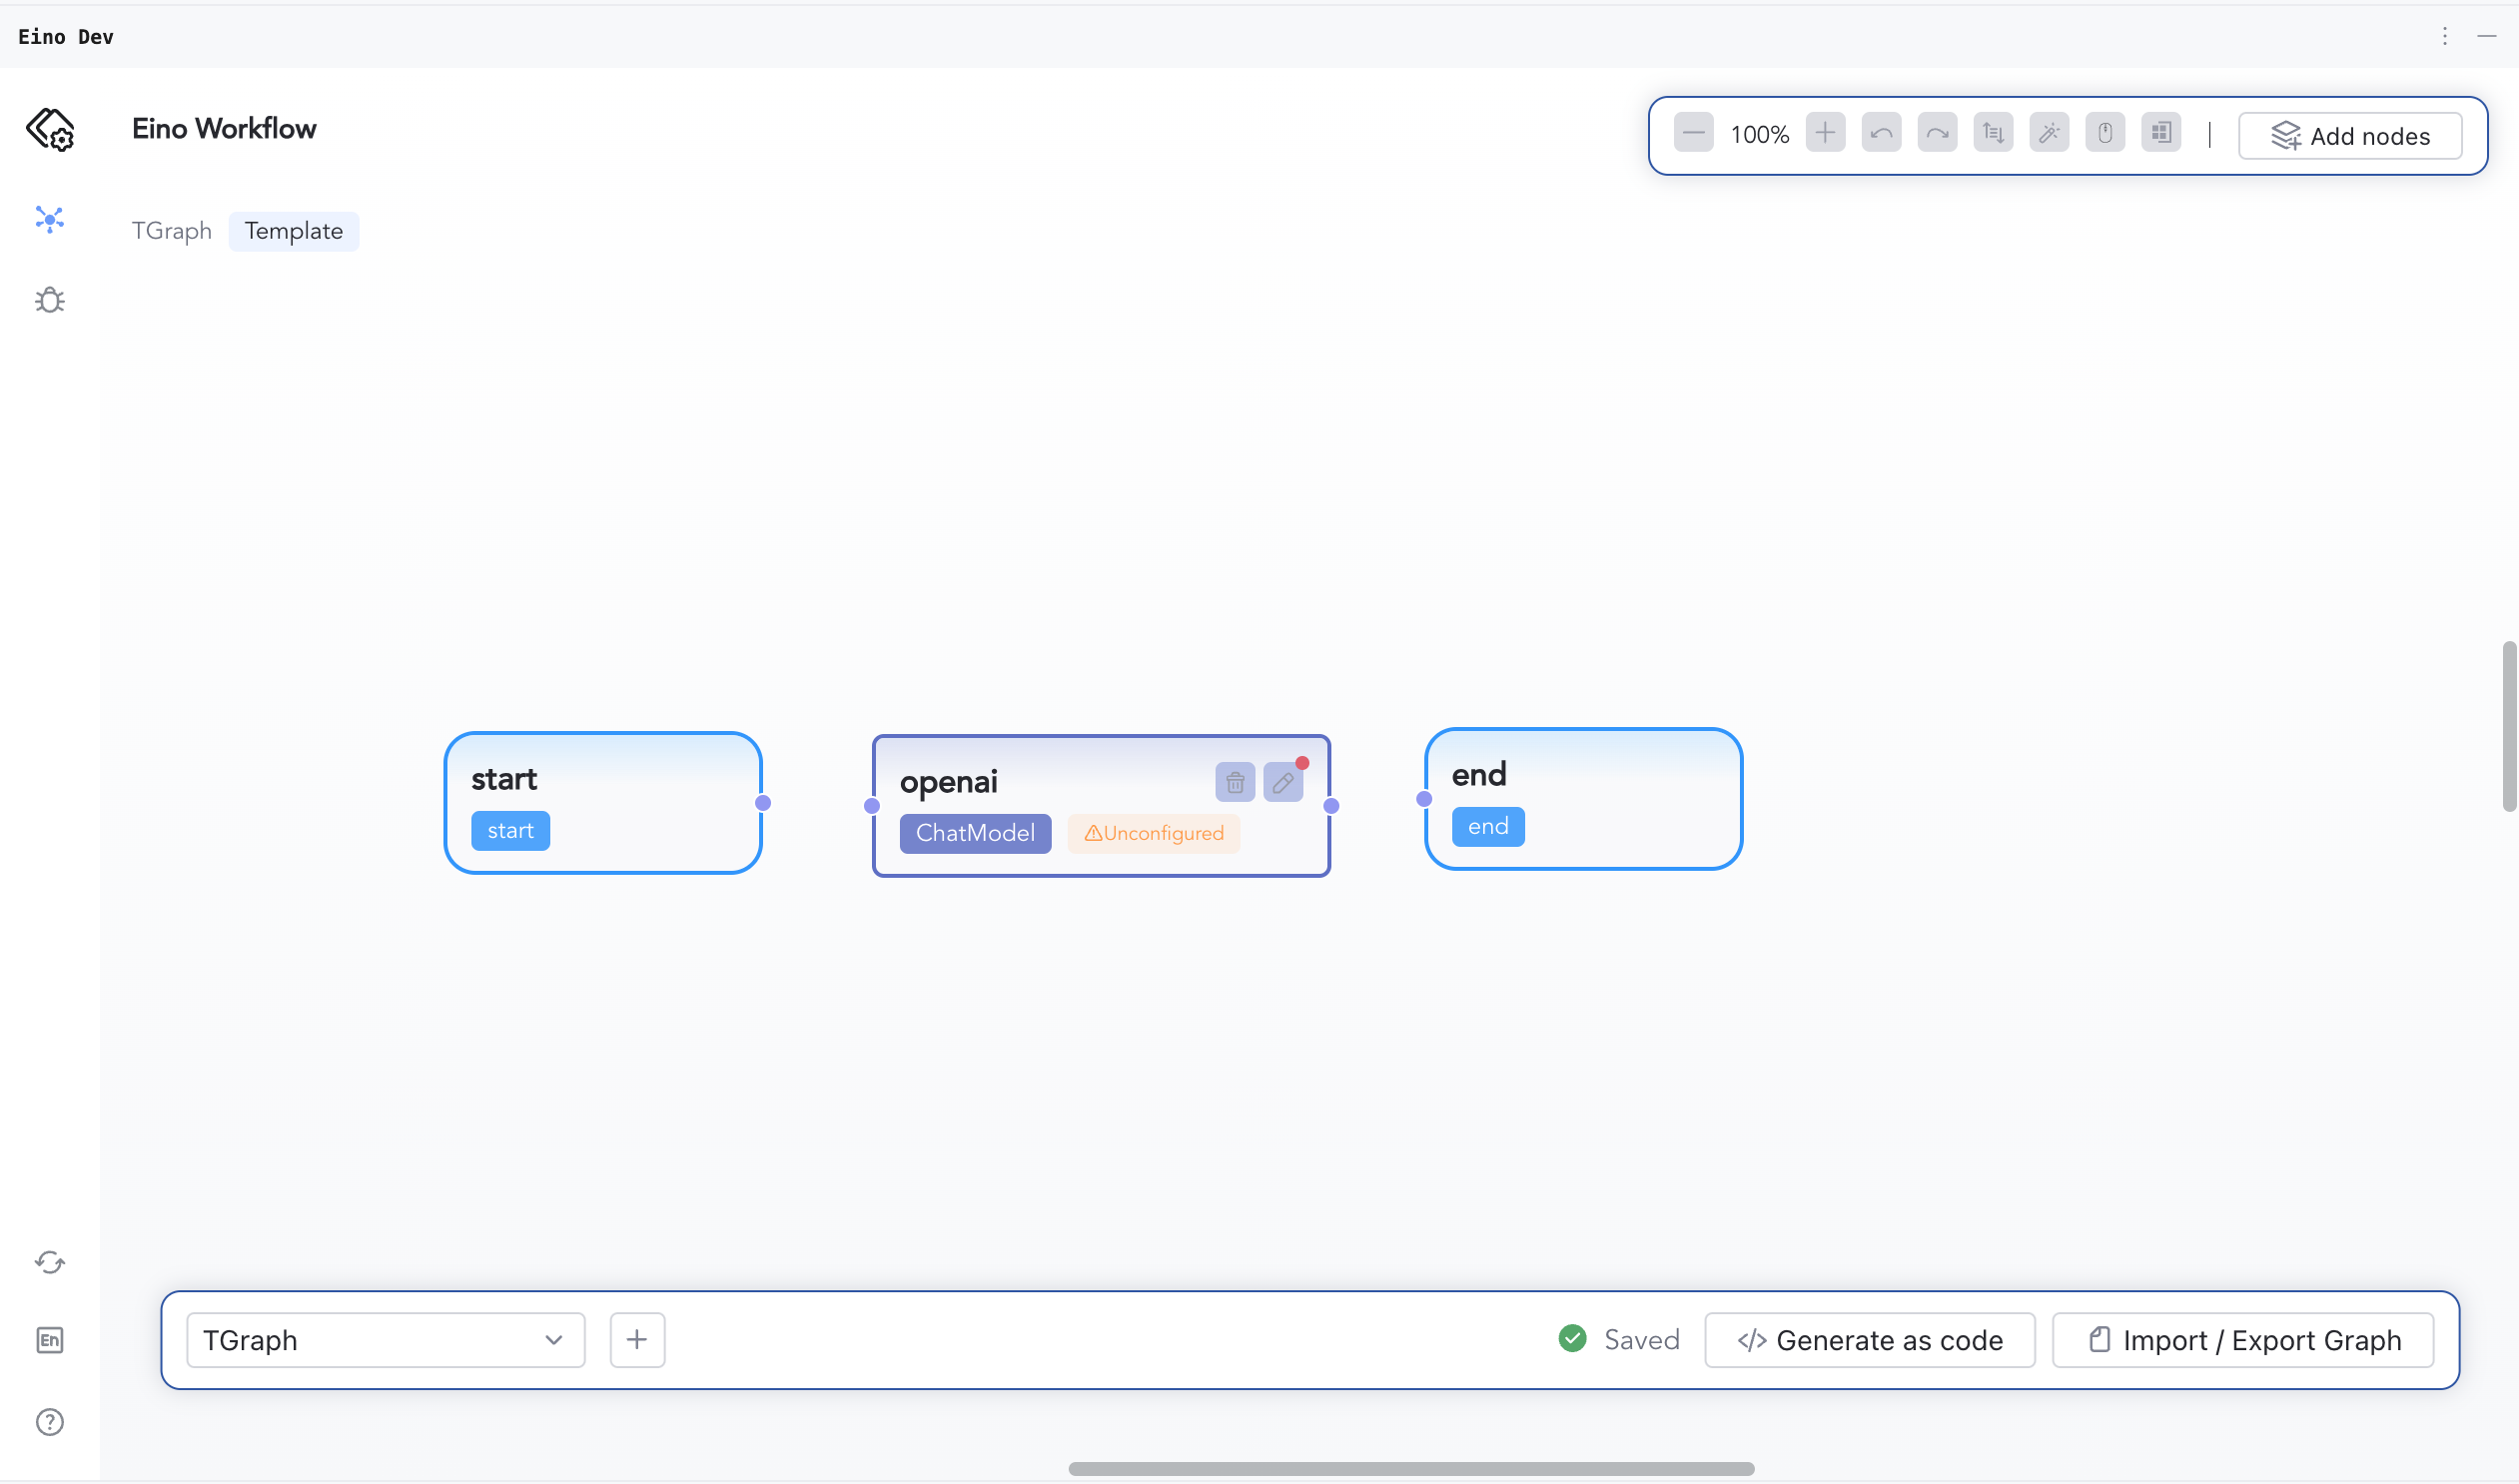 Eino Dev
Eino Workflow
100%
Add nodes
TGraph Template
start
start
openai
ChatModel
Unconfigured
end
end
En
TGraph
Saved
</> Generate as code
Import / Export Graph